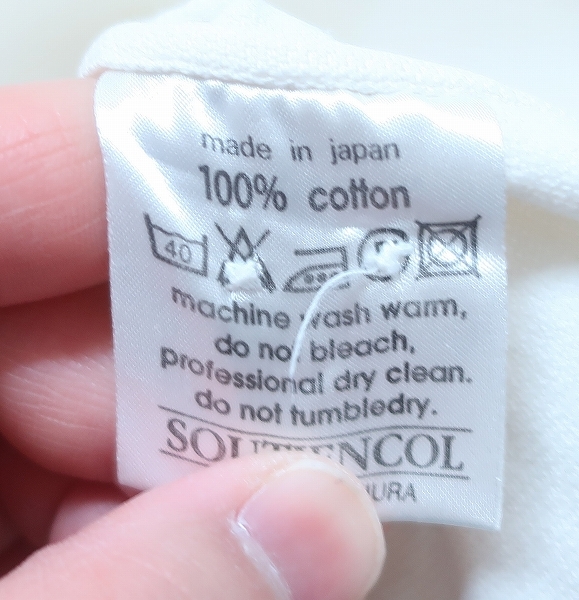 made in japan
100% cotton
40
machine wash warm,
do not bleach,
professional dry clean.
do not tumbledry.